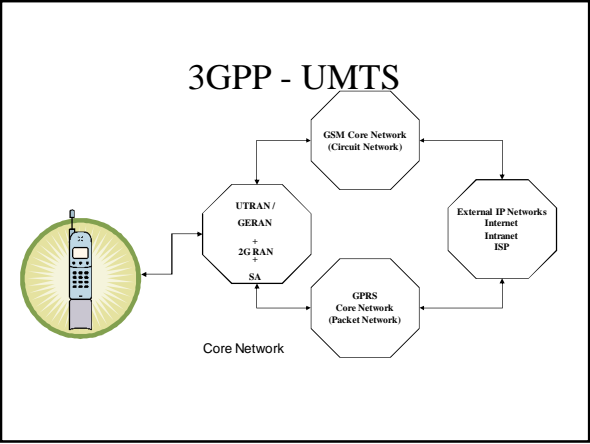 3GPP - UMTS
GSM Core Network
(Circuit Network)
UTRAN /
GERAN
+
2G RAN
+
SA
External IP Networks
Internet
Intranet
ISP
GPRS
Core Network
(Packet Network)
Core Network